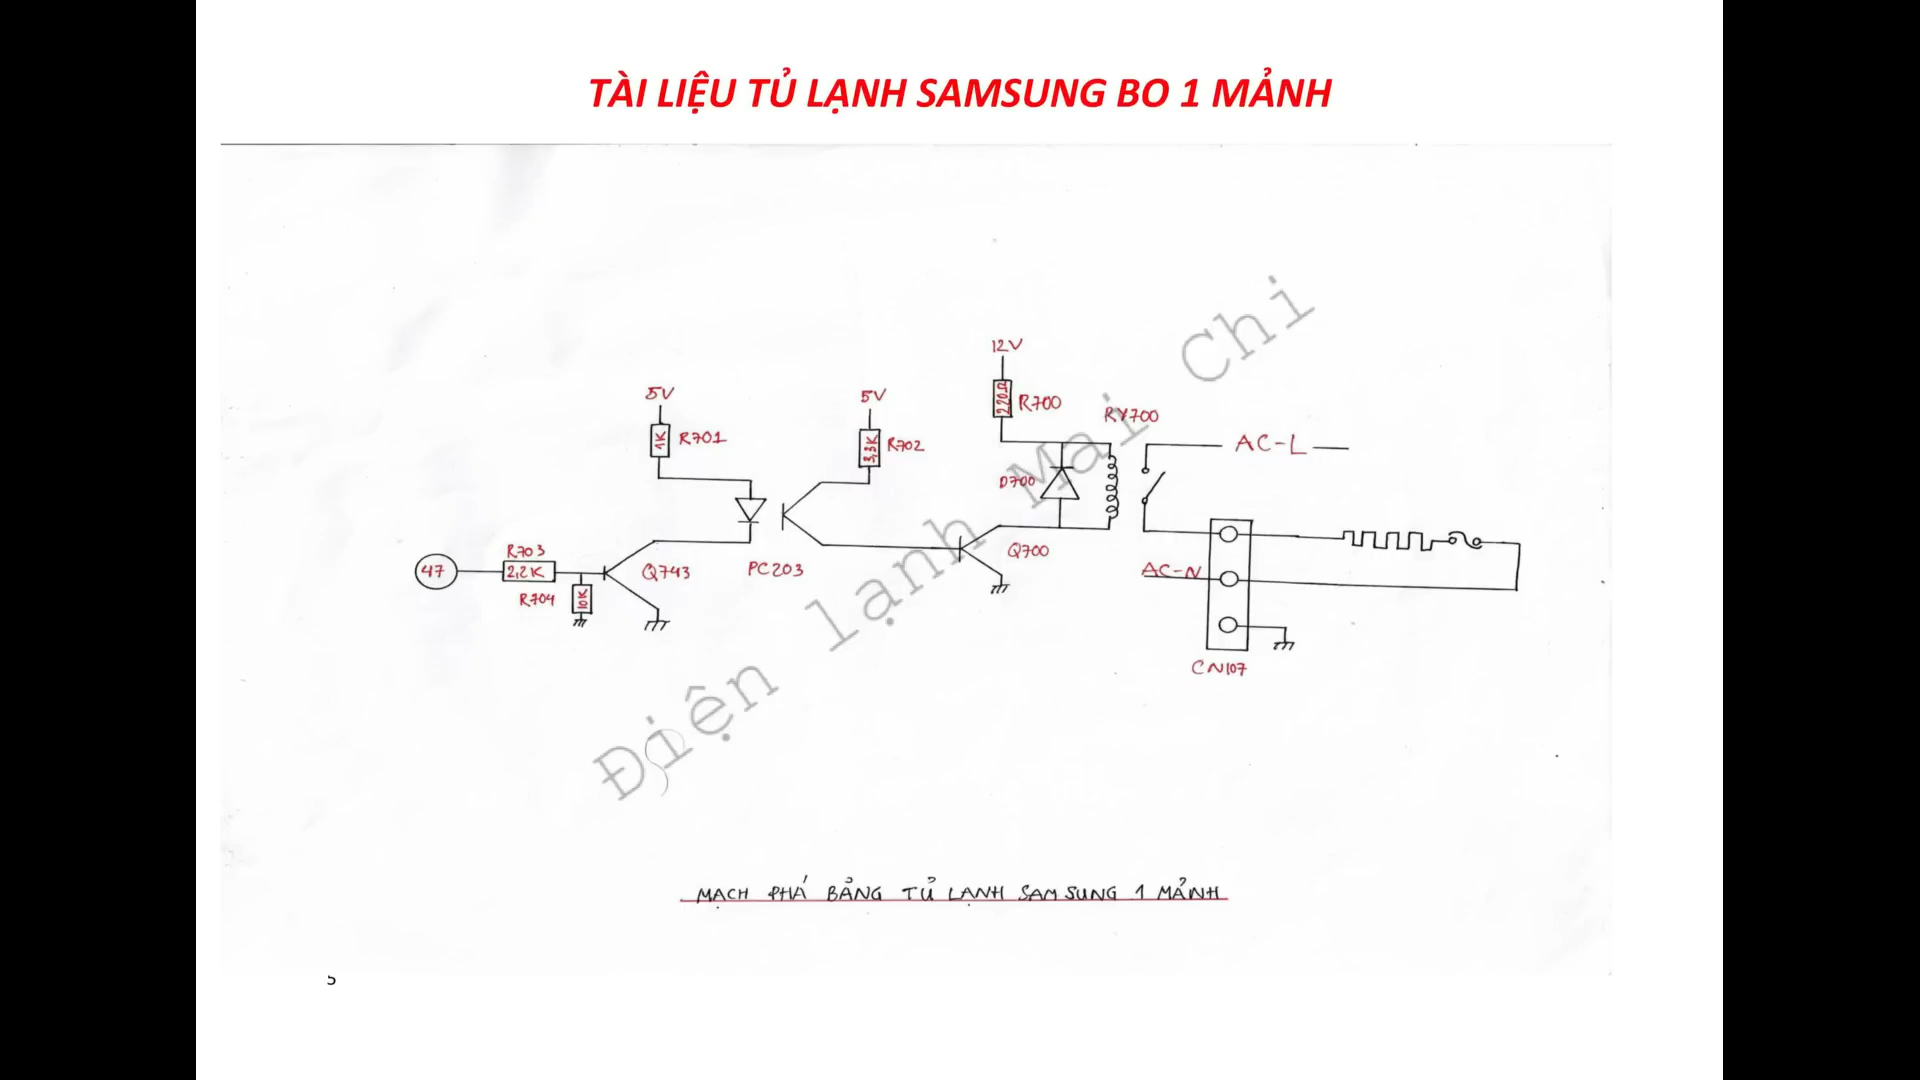 TÀI LIỆU TỦ LẠNH SAMSUNG BO 1 MẢNH
12V
220Ω R700
5V
5V
RY700
1K R701
3,3K R702
AC-L
D700
R703
47
2,2K
Q743
PC203
Q700
AC-N
R704
10K
CN107
Điện lạnh Mai Chi
MẠCH PHÁ BẢNG TỦ LẠNH SAMSUNG 1 MẢNH
5